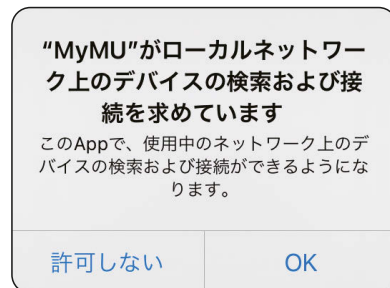 “MyMU”がローカルネットワー
ク上のデバイスの検索および接
続を求めています
このAppで、使用中のネットワーク上のデ
バイスの検索および接続ができるようにな
ります。
許可しない
OK